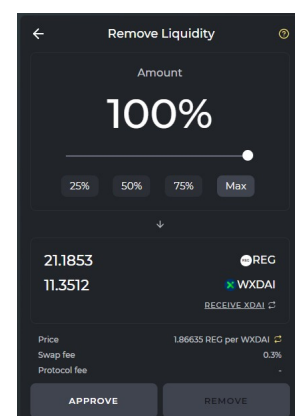 Remove Liquidity
Amount
100%
25% 50% 75% Max
21.1853 REG
11.3512 WXDAI
RECEIVE XDAI
Price 1.86635 REG per WXDAI
Swap fee 0.3%
Protocol fee -
APPROVE REMOVE